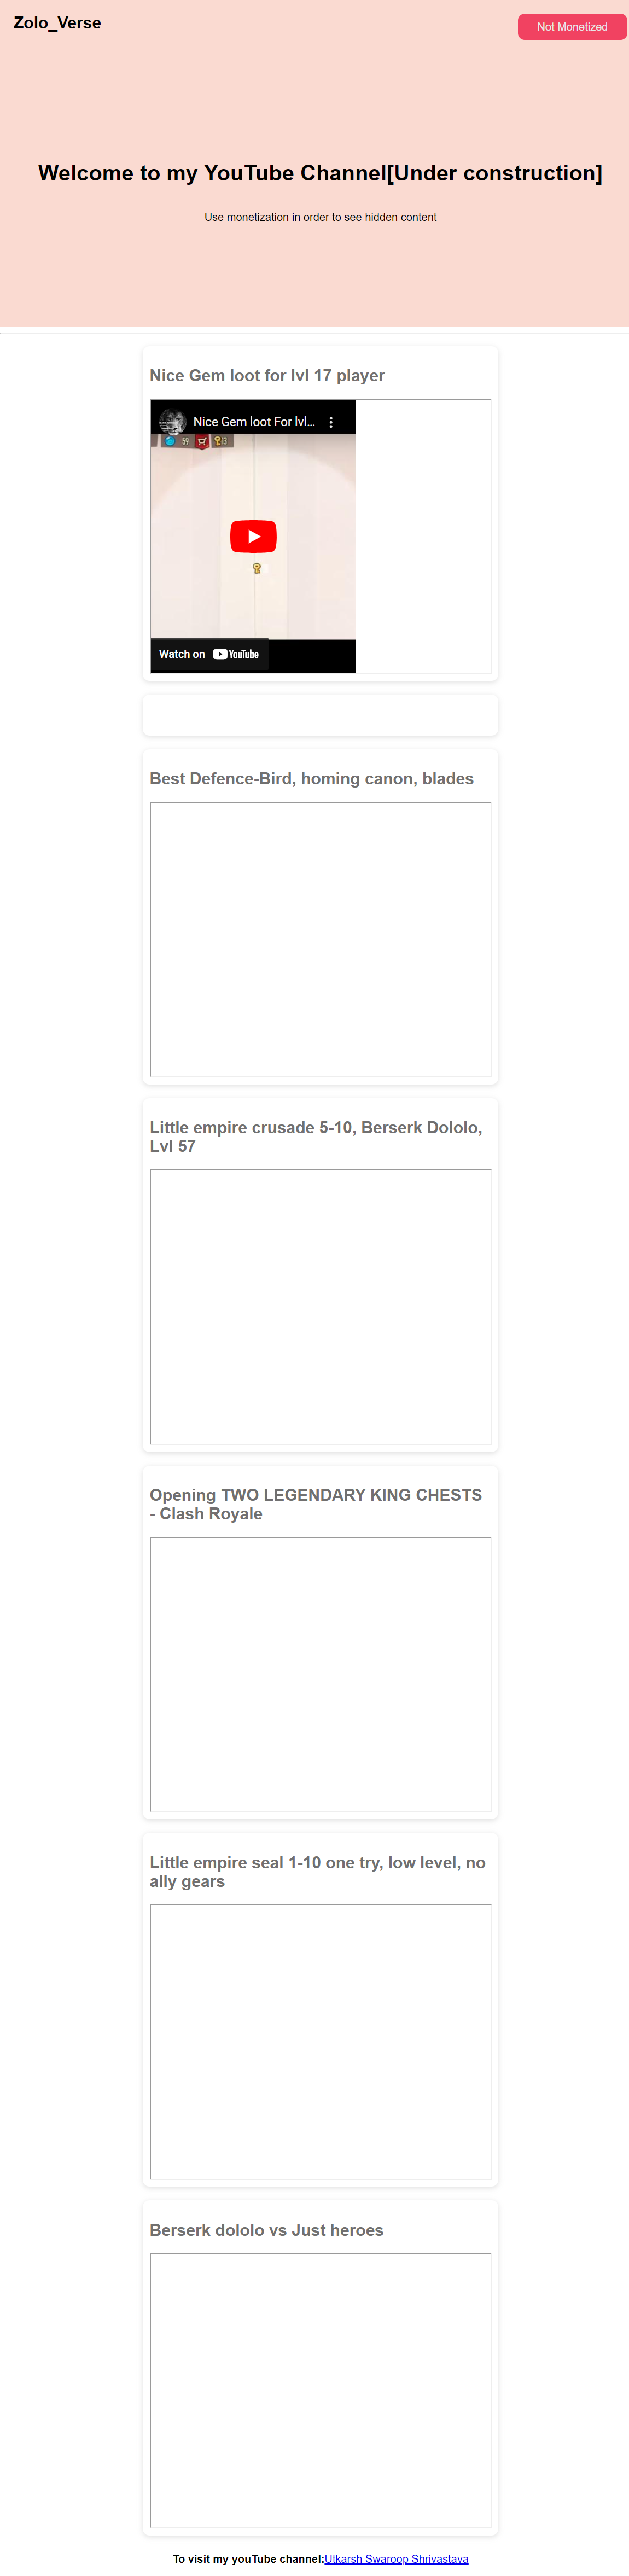 Zolo_Verse
Not Monetized
Welcome to my YouTube Channel[Under construction]
Use monetization in order to see hidden content
Nice Gem loot for lvl 17 player
Nice Gem loot For lvl...
54
13
Watch on YouTube
Best Defence-Bird, homing canon, blades
Little empire crusade 5-10, Berserk Dololo,
Lvl 57
Opening TWO LEGENDARY KING CHESTS
- Clash Royale
Little empire seal 1-10 one try, low level, no
ally gears
Berserk dololo vs Just heroes
To visit my youTube channel:Utkarsh Swaroop Shrivastava